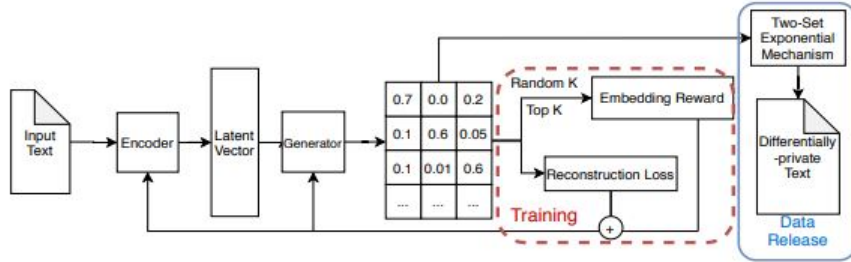 Input
Text
Encoder
Latent
Vector
Generator
0.7 0.0 0.2
0.1 0.6 0.05
0.1 0.01 0.6
... ... ...
Random K
Top K
Embedding Reward
Reconstruction Loss
+
Training
Two-Set
Exponential
Mechanism
Differentially
-private
Text
Data
Release